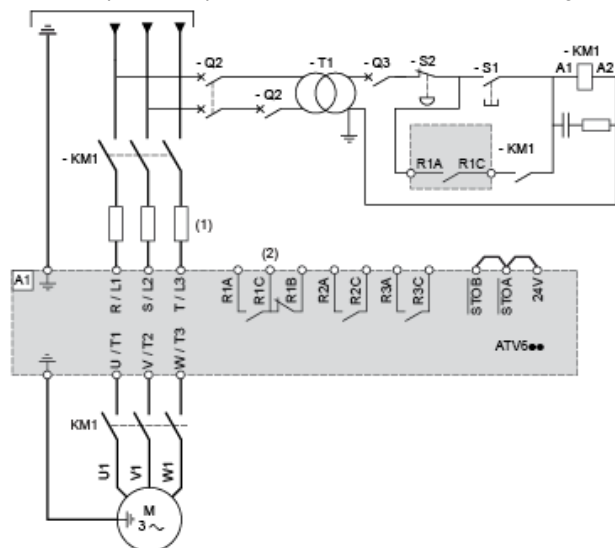 - Q2 - T1 - Q3 - S2 - S1 - KM1
A1 A2
- Q2
- KM1 R1A R1C - KM1
(1)
(2)
A1 R / L1 S / L2 T / L3 R1A R1C R1B R2A R2C R3A R3C STOB STOA 24V
U / T1 V / T2 W / T3 ATV6●●
KM1
U1 V1 W1
M
3 ~